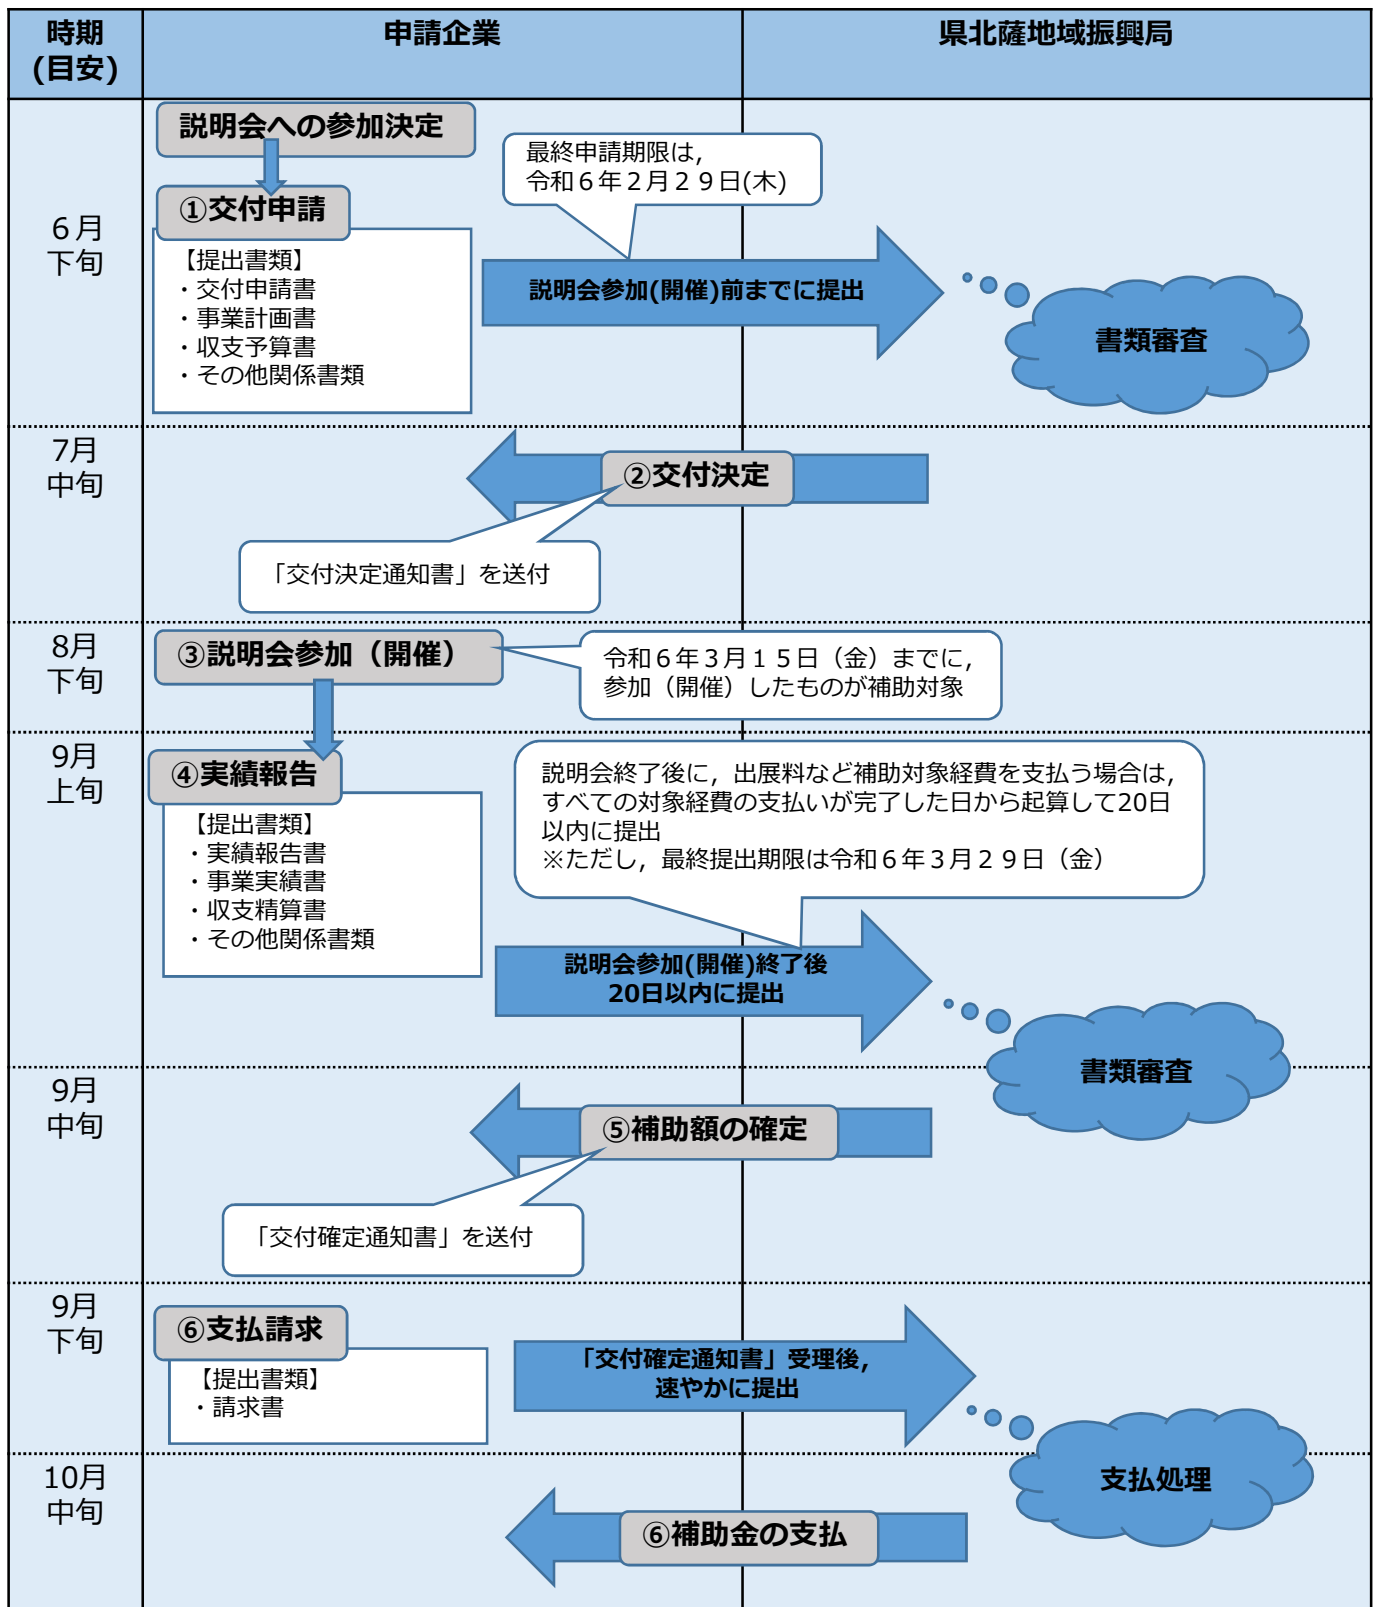 時期
(目安)
申請企業
県北薩地域振興局
６月
下旬
説明会への参加決定
①交付申請
【提出書類】
・交付申請書
・事業計画書
・収支予算書
・その他関係書類
最終申請期限は，
令和６年２月２９日(木)
説明会参加(開催)前までに提出
書類審査
7月
中旬
②交付決定
「交付決定通知書」を送付
8月
下旬
③説明会参加（開催）
令和６年３月１５日（金）までに，
参加（開催）したものが補助対象
9月
上旬
④実績報告
【提出書類】
・実績報告書
・事業実績書
・収支精算書
・その他関係書類
説明会終了後に，出展料など補助対象経費を支払う場合は，
すべての対象経費の支払いが完了した日から起算して20日
以内に提出
※ただし，最終提出期限は令和６年３月２９日（金）
説明会参加(開催)終了後
20日以内に提出
書類審査
9月
中旬
⑤補助額の確定
「交付確定通知書」を送付
9月
下旬
⑥支払請求
【提出書類】
・請求書
「交付確定通知書」受理後，
速やかに提出
支払処理
10月
中旬
⑥補助金の支払